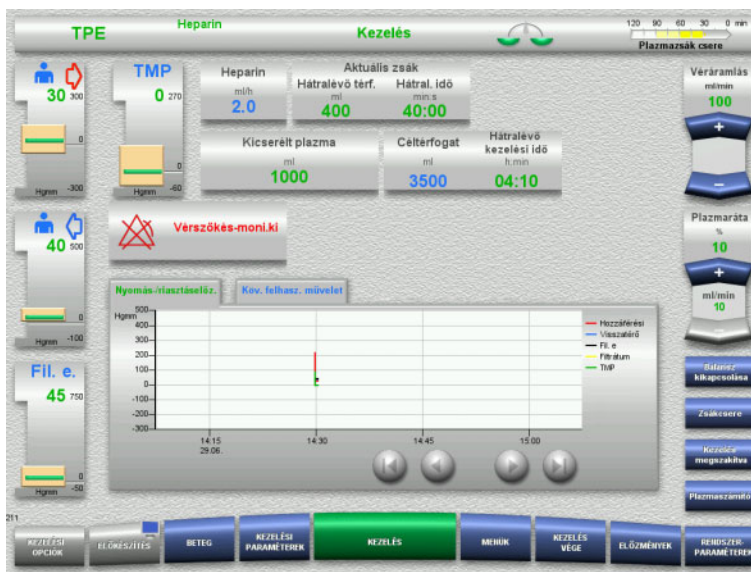 TPE
Heparin
Kezelés
120 90 60 30 0 min
Plazmazsák csere
30 300
0
-300
Hgmm
TMP
0 270
0
Hgmm -60
Heparin
ml/h
2.0
Aktuális zsák
Hátralévő térf. Hátral. idő
ml min:s
400 40:00
Kicserélt plazma
ml
1000
Céltérfogat
ml
3500
Hátralévő
kezelési idő
h:min
04:10
Véráramlás
ml/min
100
+
–
40 500
0
Hgmm -100
Vérszökés-moni.ki
Plazmaráta
%
10
+
ml/min
10
–
Nyomás-/riasztáselőz. Köv. felhasz. művelet
Hgmm
500
400
300
200
100
0
-100
-200
-300
14:15 14:30 14:45 15:00
29.06.
Hozzáférési
Visszatérő
Fil. e
Filtrátum
TMP
Fil. e.
45 750
0
Hgmm -50
Balansz
kikapcsolása
Zsákcsere
Kezelés
megszakítva
Plazmaszámító
211
KEZELÉSI
OPCIÓK
ELŐKÉSZÍTÉS
BETEG
KEZELÉSI
PARAMÉTEREK
KEZELÉS
MENÜK
KEZELÉS
VÉGE
ELŐZMÉNYEK
RENDSZER-
PARAMÉTEREK